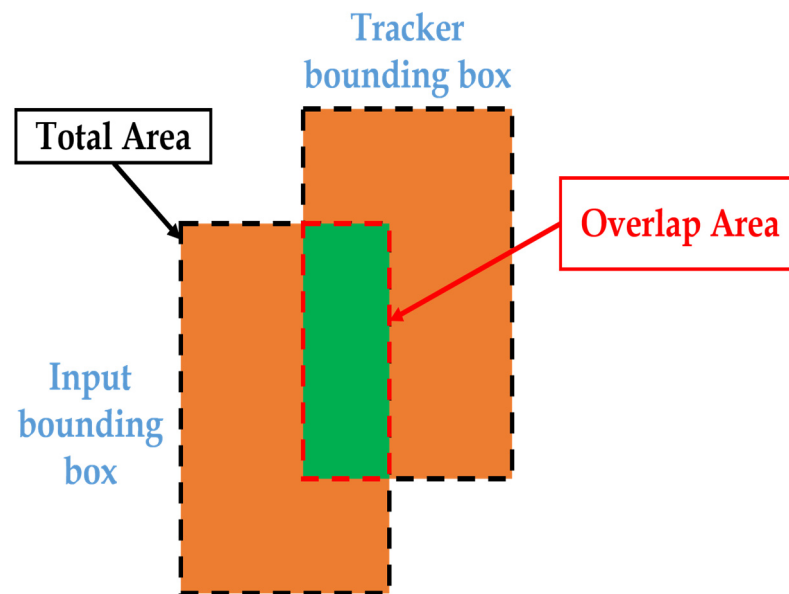 Tracker
bounding box
Total Area
Overlap Area
Input
bounding
box